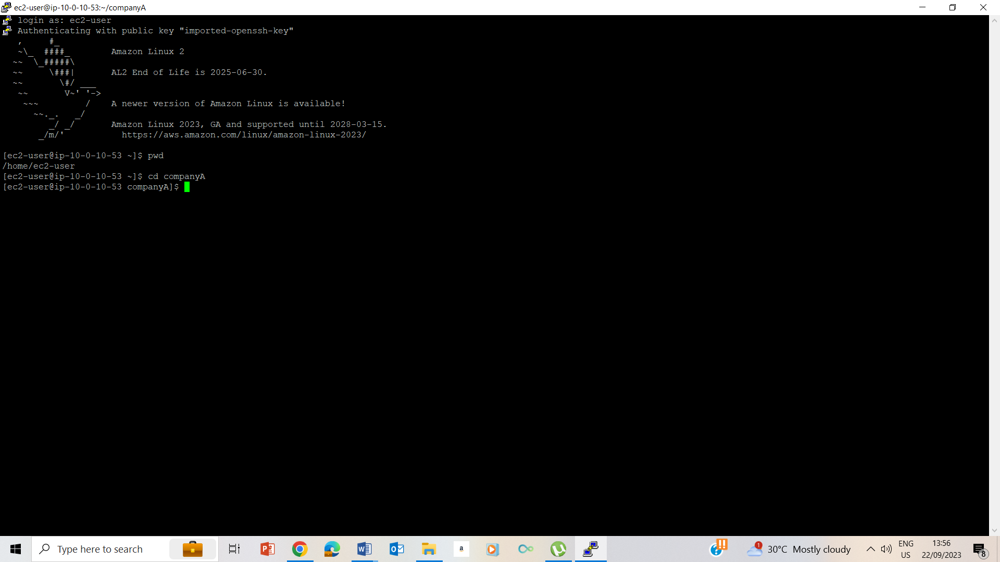 ec2-user@ip-10-0-10-53:~/companyA
login as: ec2-user
Authenticating with public key "imported-openssh-key"
   ,     #_
   ~\_  ####_        Amazon Linux 2
  ~~  \_#####\
  ~~     \###|       AL2 End of Life is 2025-06-30.
  ~~       \#/ ___
   ~~       V~' '->
    ~~~         /    A newer version of Amazon Linux is available!
      ~~._.   _/
         _/ _/       Amazon Linux 2023, GA and supported until 2028-03-15.
       _/m/'           https://aws.amazon.com/linux/amazon-linux-2023/
[ec2-user@ip-10-0-10-53 ~]$ pwd
/home/ec2-user
[ec2-user@ip-10-0-10-53 ~]$ cd companyA
[ec2-user@ip-10-0-10-53 companyA]$
Type here to search
a
1
30°C Mostly cloudy
ENG
US
13:56
22/09/2023
8